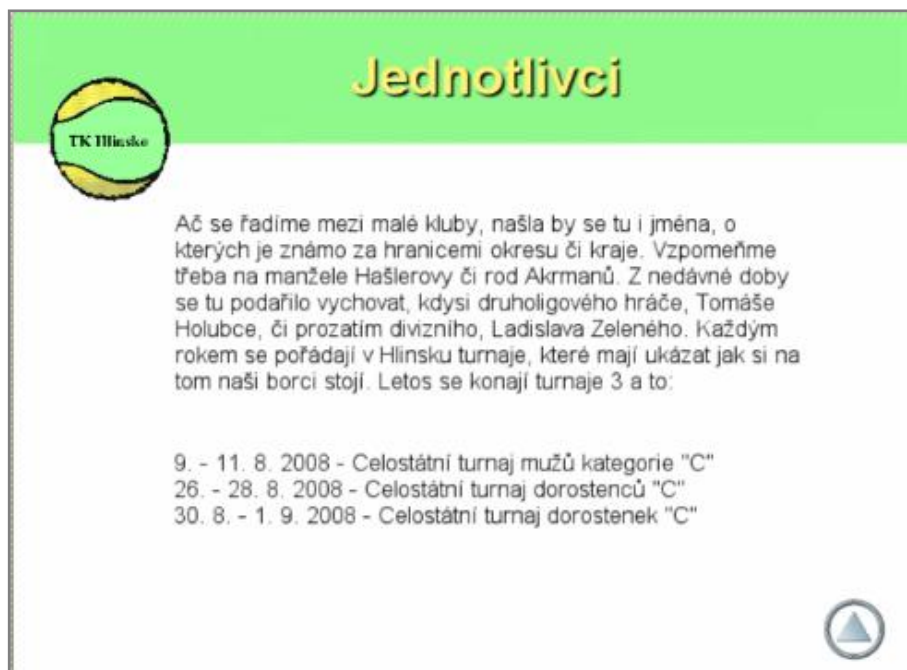 Jednotlivci
TK Hlinsko
Ač se řadíme mezi malé kluby, našla by se tu i jména, o
kterých je známo za hranicemi okresu či kraje. Vzpomeňme
třeba na manžele Hašlerovy či rod Akrmanů. Z nedávné doby
se tu podařilo vychovat, kdysi druholigového hráče, Tomáše
Holubce, či prozatím divizního, Ladislava Zeleného. Každým
rokem se pořádají v Hlinsku turnaje, které mají ukázat jak si na
tom naši borci stojí. Letos se konají turnaje 3 a to:
9. - 11. 8. 2008 - Celostátní turnaj mužů kategorie "C"
26. - 28. 8. 2008 - Celostátní turnaj dorostenců "C"
30. 8. - 1. 9. 2008 - Celostátní turnaj dorostenek "C"